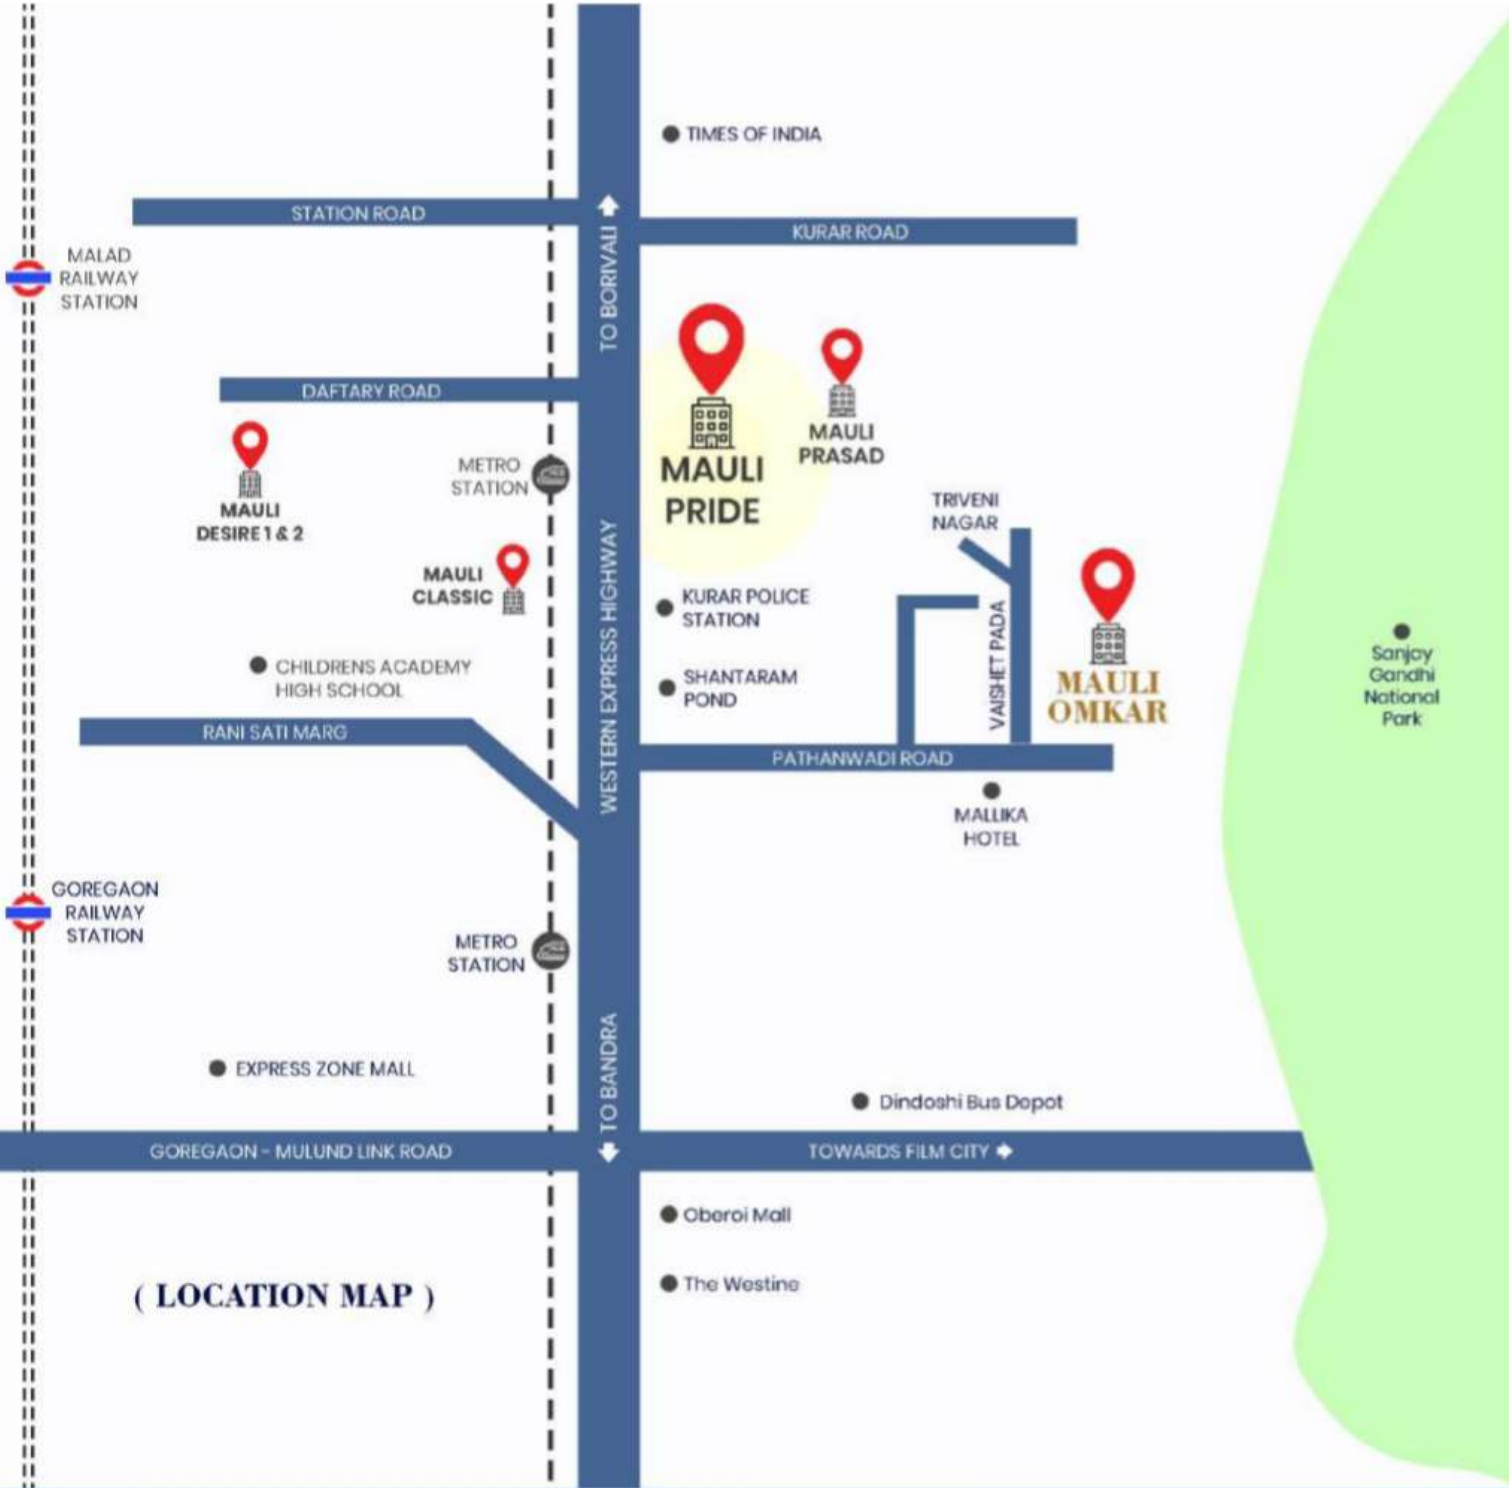 TIMES OF INDIA
STATION ROAD
KURAR ROAD
MALAD
RAILWAY
STATION
TO BORIVALI
DAFTARY ROAD
MAULI
PRIDE
MAULI
PRASAD
METRO
STATION
MAULI
DESIRE 1 & 2
MAULI
CLASSIC
TRIVENI
NAGAR
WESTERN EXPRESS HIGHWAY
KURAR POLICE
STATION
VAISHET PADA
MAULI
OMKAR
Sanjay
Gandhi
National
Park
CHILDRENS ACADEMY
HIGH SCHOOL
SHANTARAM
POND
RANI SATI MARG
PATHANWADI ROAD
MALLIKA
HOTEL
GOREGAON
RAILWAY
STATION
METRO
STATION
TO BANDRA
EXPRESS ZONE MALL
Dindoshi Bus Depot
GOREGAON - MULUND LINK ROAD
TOWARDS FILM CITY
Oberoi Mall
The Westine
( LOCATION MAP )